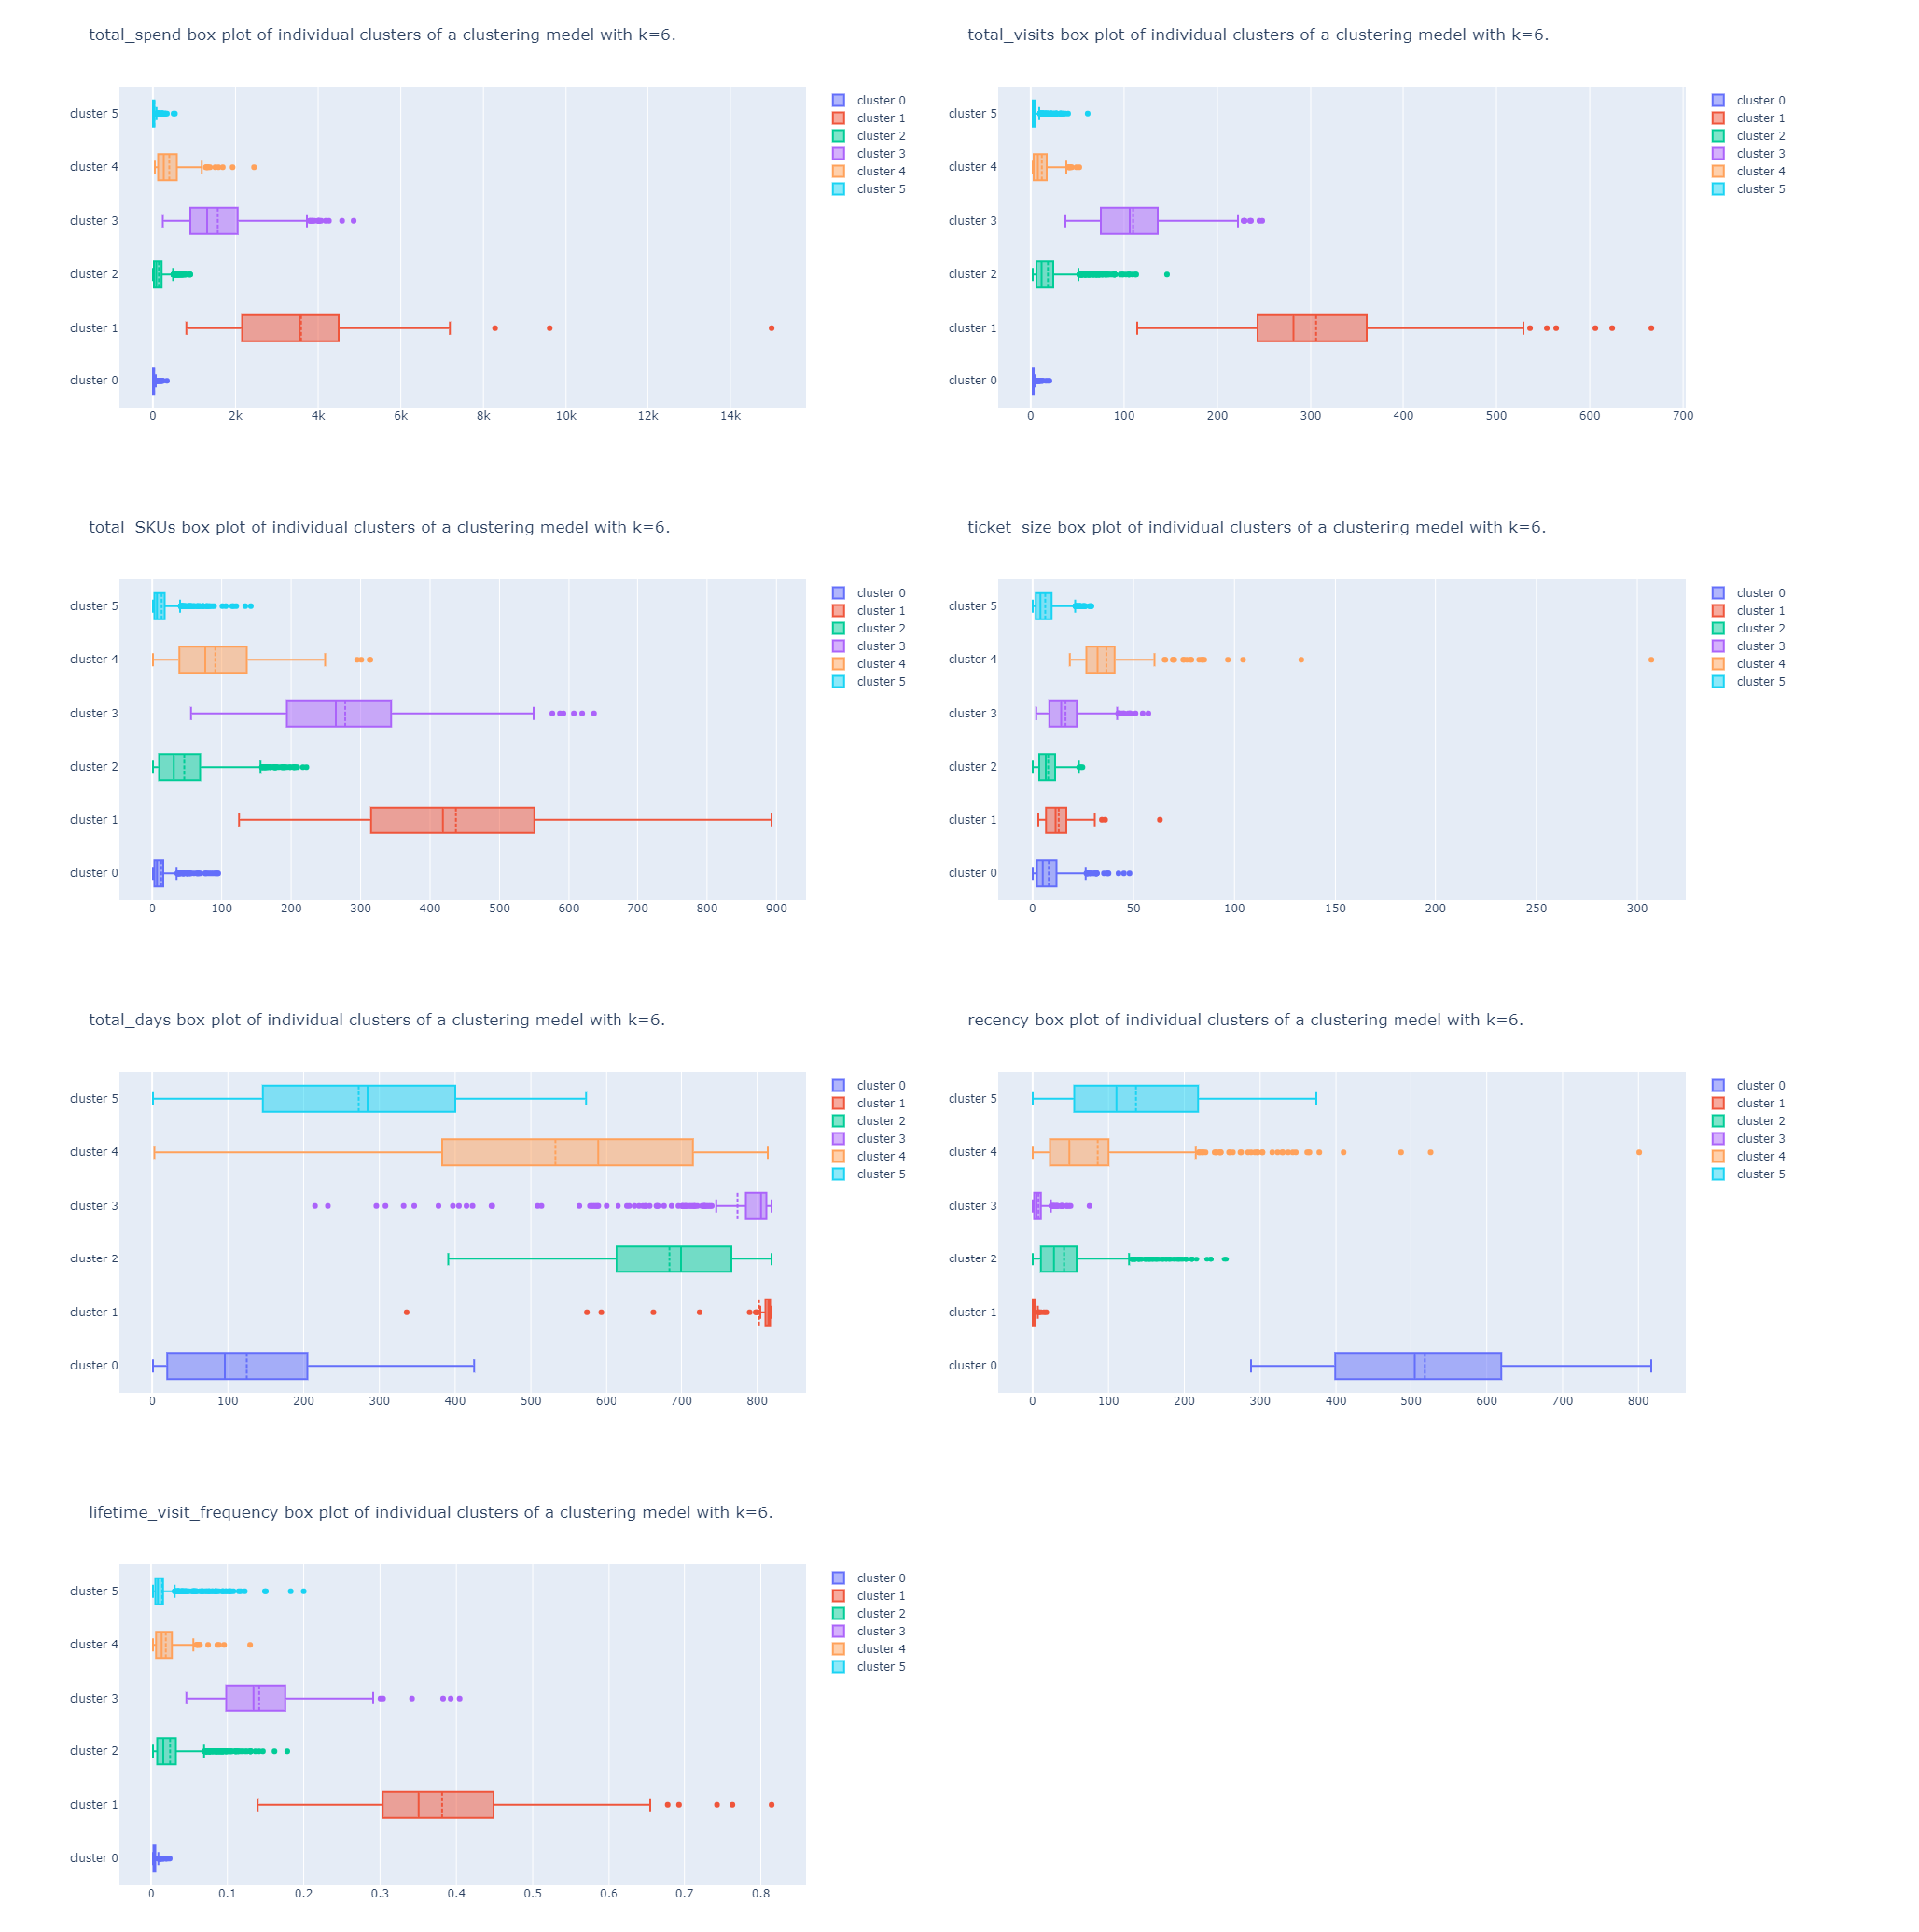 total_spend box plot of individual clusters of a clustering medel with k=6.
cluster 5
cluster 4
cluster 3
cluster 2
cluster 1
cluster 0
0 2k 4k 6k 8k 10k 12k 14k
cluster 0
cluster 1
cluster 2
cluster 3
cluster 4
cluster 5
total_visits box plot of individual clusters of a clustering medel with k=6.
cluster 5
cluster 4
cluster 3
cluster 2
cluster 1
cluster 0
0 100 200 300 400 500 600 700
cluster 0
cluster 1
cluster 2
cluster 3
cluster 4
cluster 5
total_SKUs box plot of individual clusters of a clustering medel with k=6.
cluster 5
cluster 4
cluster 3
cluster 2
cluster 1
cluster 0
0 100 200 300 400 500 600 700 800 900
cluster 0
cluster 1
cluster 2
cluster 3
cluster 4
cluster 5
ticket_size box plot of individual clusters of a clustering medel with k=6.
cluster 5
cluster 4
cluster 3
cluster 2
cluster 1
cluster 0
0 50 100 150 200 250 300
cluster 0
cluster 1
cluster 2
cluster 3
cluster 4
cluster 5
total_days box plot of individual clusters of a clustering medel with k=6.
cluster 5
cluster 4
cluster 3
cluster 2
cluster 1
cluster 0
0 100 200 300 400 500 600 700 800
cluster 0
cluster 1
cluster 2
cluster 3
cluster 4
cluster 5
recency box plot of individual clusters of a clustering medel with k=6.
cluster 5
cluster 4
cluster 3
cluster 2
cluster 1
cluster 0
0 100 200 300 400 500 600 700 800
cluster 0
cluster 1
cluster 2
cluster 3
cluster 4
cluster 5
lifetime_visit_frequency box plot of individual clusters of a clustering medel with k=6.
cluster 5
cluster 4
cluster 3
cluster 2
cluster 1
cluster 0
0 0.1 0.2 0.3 0.4 0.5 0.6 0.7 0.8
cluster 0
cluster 1
cluster 2
cluster 3
cluster 4
cluster 5